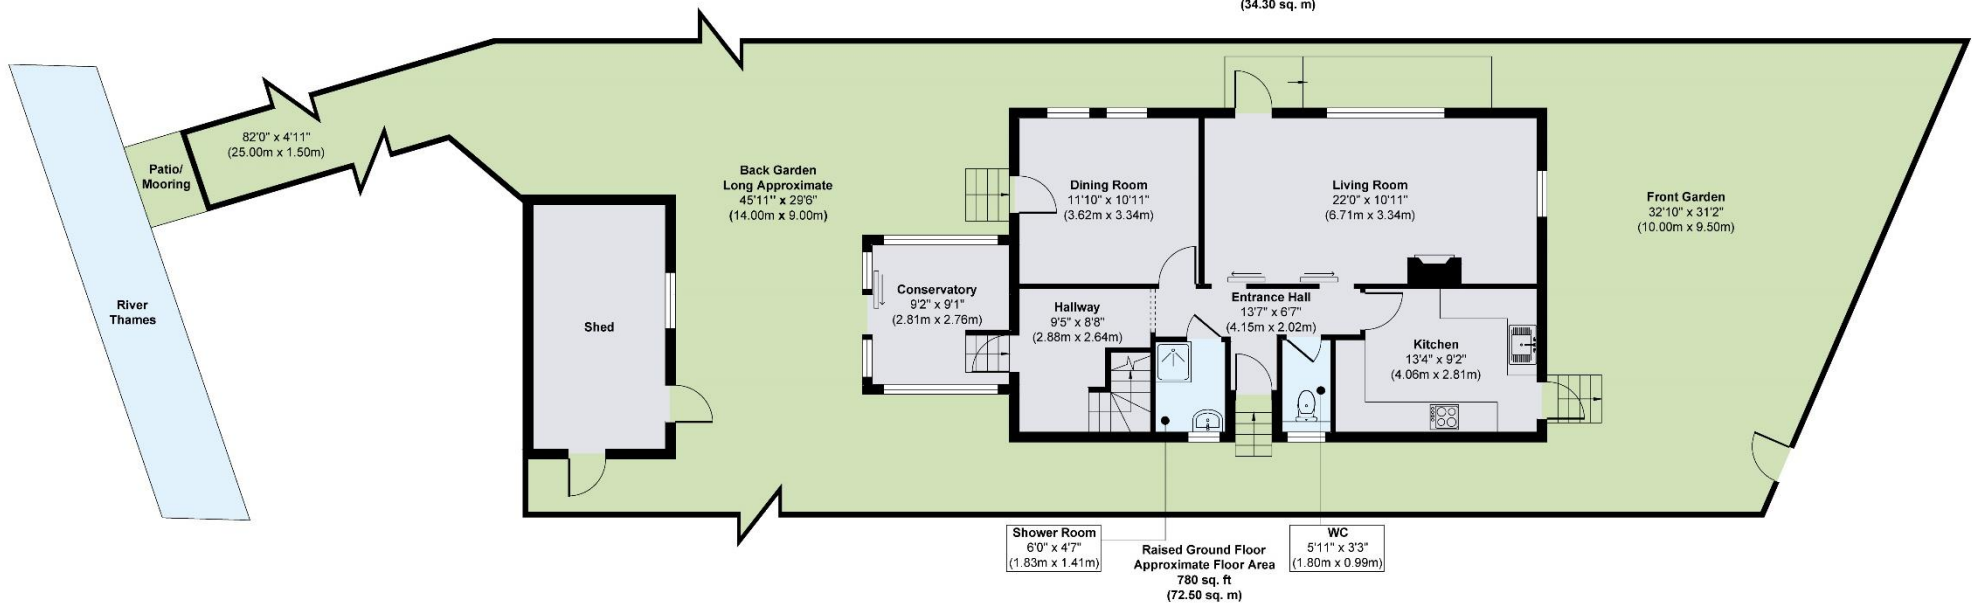 (34.30 sq. m)
82'0" x 4'11"
(25.00m x 1.50m)
Patio/
Mooring
River
Thames
Back Garden
Long Approximate
45'11" x 29'6"
(14.00m x 9.00m)
Shed
Conservatory
9'2" x 9'1"
(2.81m x 2.76m)
Dining Room
11'10" x 10'11"
(3.62m x 3.34m)
Living Room
22'0" x 10'11"
(6.71m x 3.34m)
Hallway
9'5" x 8'8"
(2.88m x 2.64m)
Entrance Hall
13'7" x 6'7"
(4.15m x 2.02m)
Kitchen
13'4" x 9'2"
(4.06m x 2.81m)
Front Garden
32'10" x 31'2"
(10.00m x 9.50m)
Shower Room
6'0" x 4'7"
(1.83m x 1.41m)
WC
5'11" x 3'3"
(1.80m x 0.99m)
Raised Ground Floor
Approximate Floor Area
780 sq. ft
(72.50 sq. m)